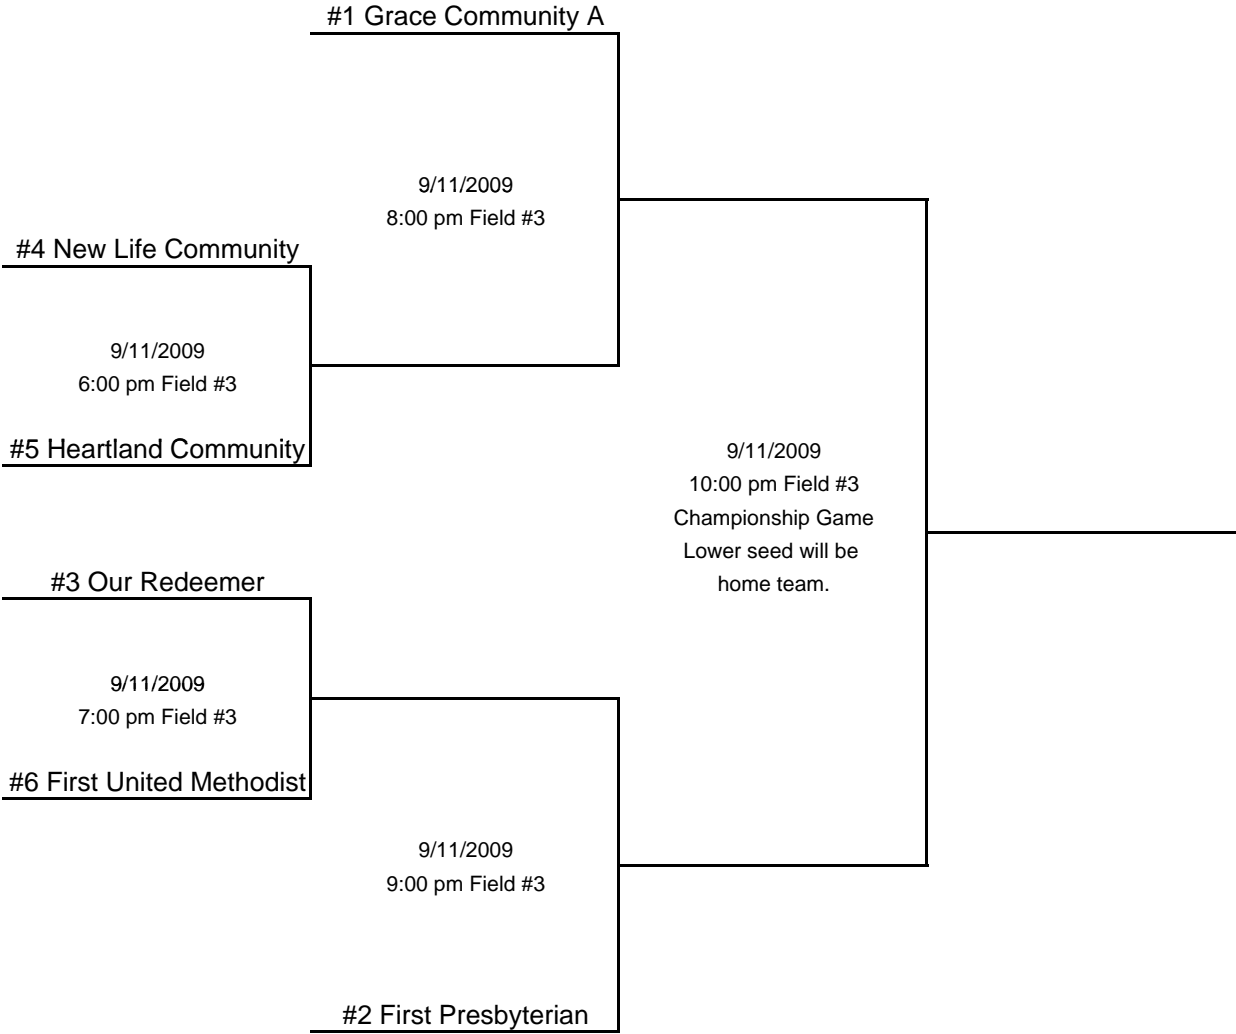 #1 Grace Community A
9/11/2009
8:00 pm Field #3
#4 New Life Community
9/11/2009
6:00 pm Field #3
#5 Heartland Community
9/11/2009
10:00 pm Field #3
Championship Game
Lower seed will be
home team.
#3 Our Redeemer
9/11/2009
7:00 pm Field #3
#6 First United Methodist
9/11/2009
9:00 pm Field #3
#2 First Presbyterian